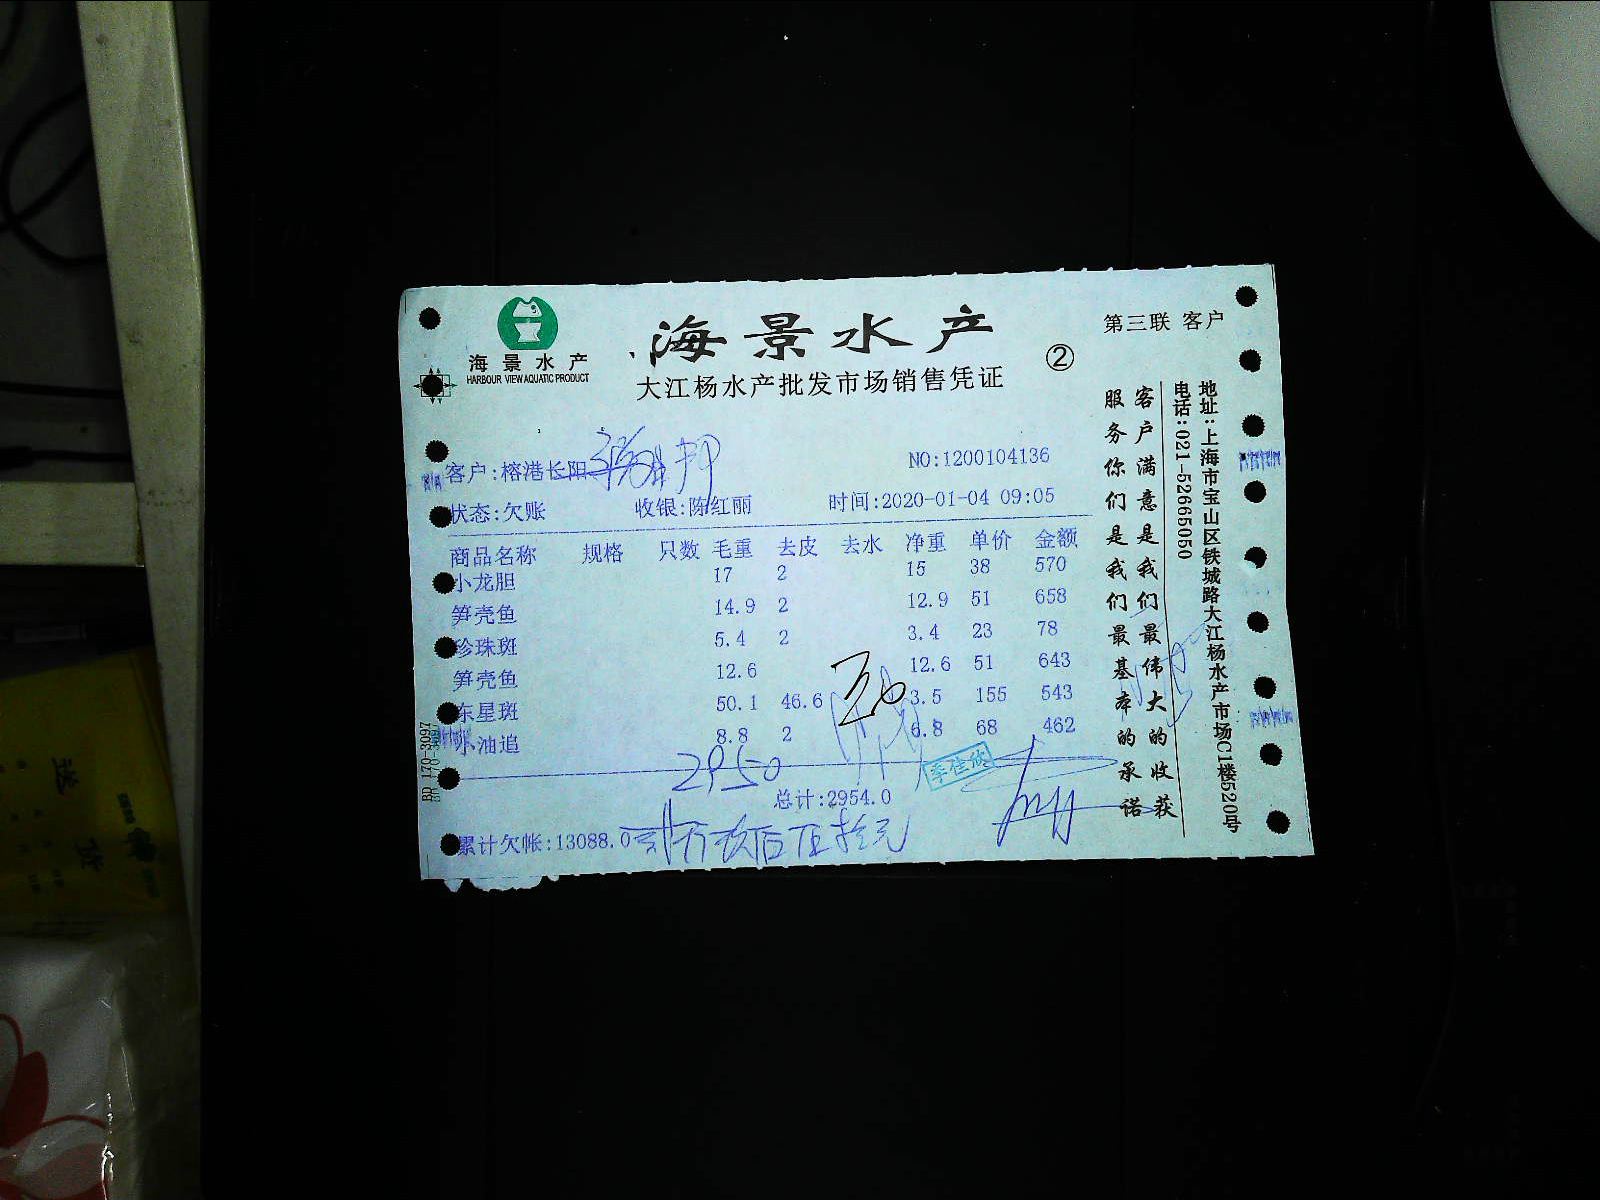 海景水产
HARBOUR VIEW AQUATIC PRODUCT
海景水产
大江杨水产批发市场销售凭证
②
第三联 客户
客户:榕港长阳
NO:1200104136
状态:欠账 收银:陈红丽 时间:2020-01-04 09:05
商品名称 规格 只数 毛重 去皮 去水 净重 单价 金额
小龙胆 17 2 15 38 570
笋壳鱼 14.9 2 12.9 51 658
珍珠斑 5.4 2 3.4 23 78
笋壳鱼 12.6 12.6 51 643
东星斑 50.1 46.6 3.5 155 543
小油追 8.8 2 6.8 68 462
2950
总计:2954.0
累计欠帐:13088.0
贰仟玖佰伍拾元
李佳欣
客户满意是我们最伟大的收获
服务你们是我们最基本的承诺
地址:上海市宝山区铁城路大江杨水产市场C1楼520号
电话:021-52665050